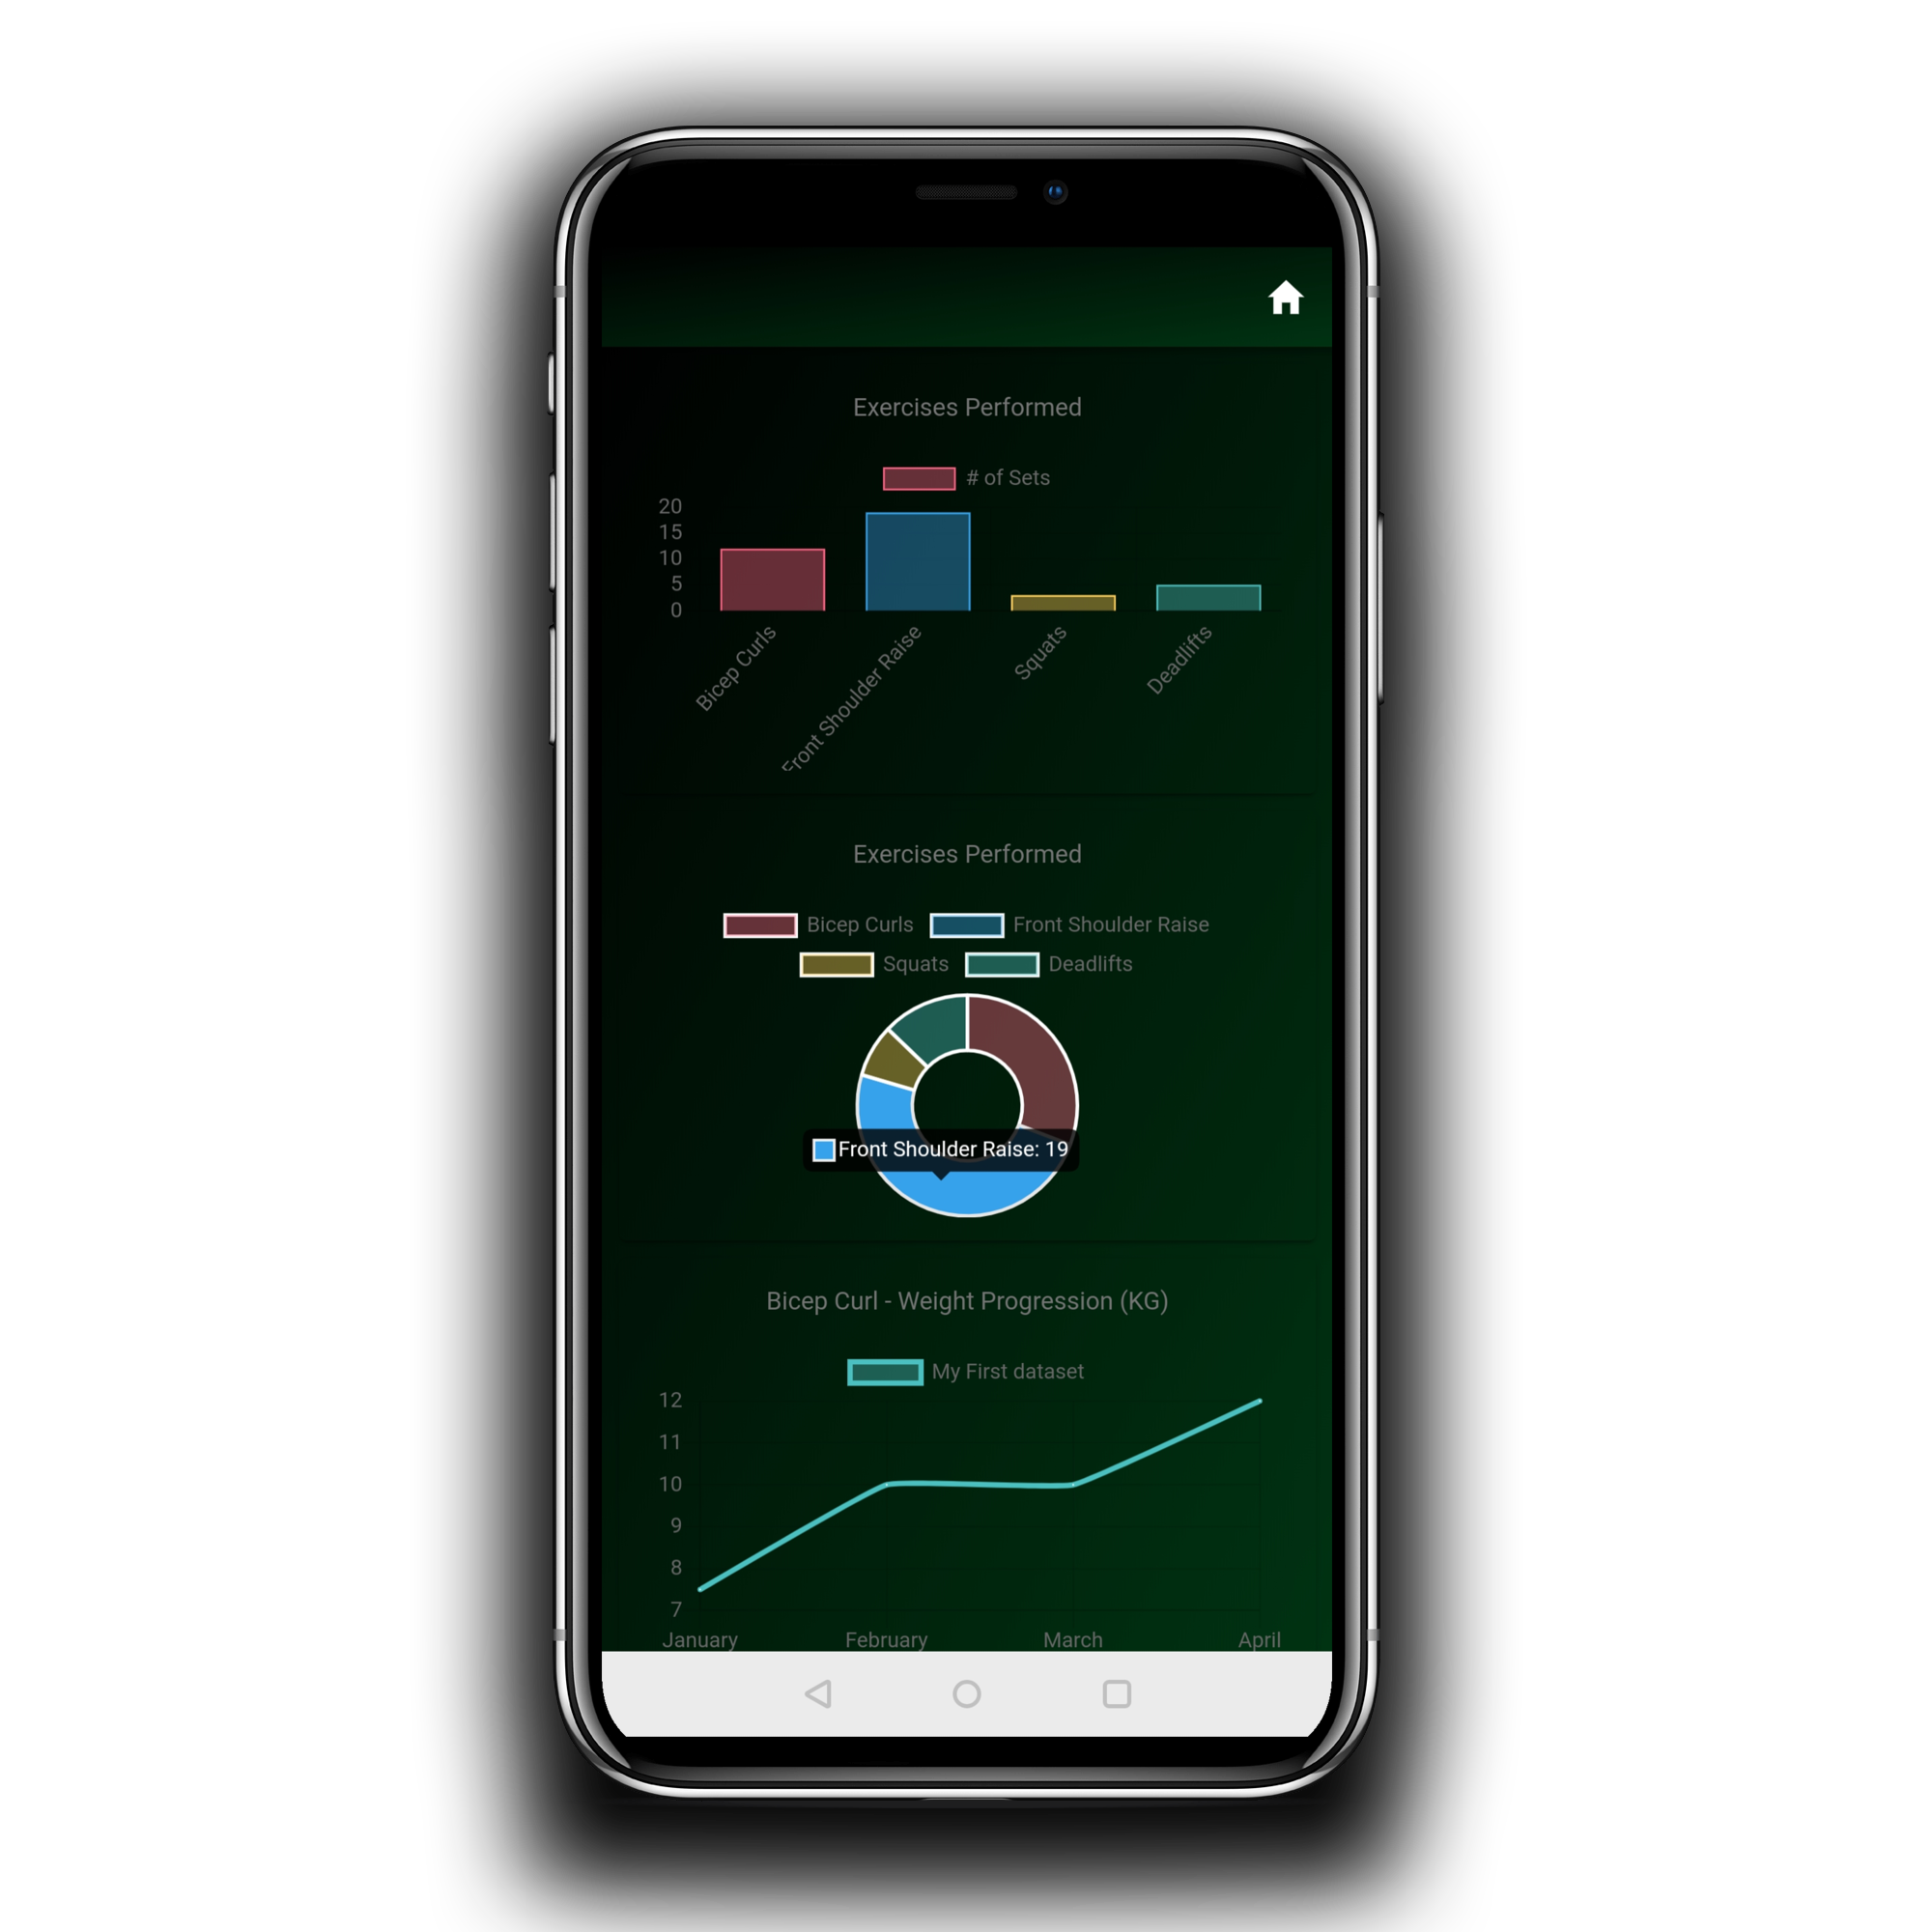 Exercises Performed
# of Sets
20
15
10
5
0
Bicep Curls
Front Shoulder Raise
Squats
Deadlifts
Exercises Performed
Bicep Curls Front Shoulder Raise
Squats Deadlifts
Front Shoulder Raise: 19
Bicep Curl - Weight Progression (KG)
My First dataset
12
11
10
9
8
7
January February March April